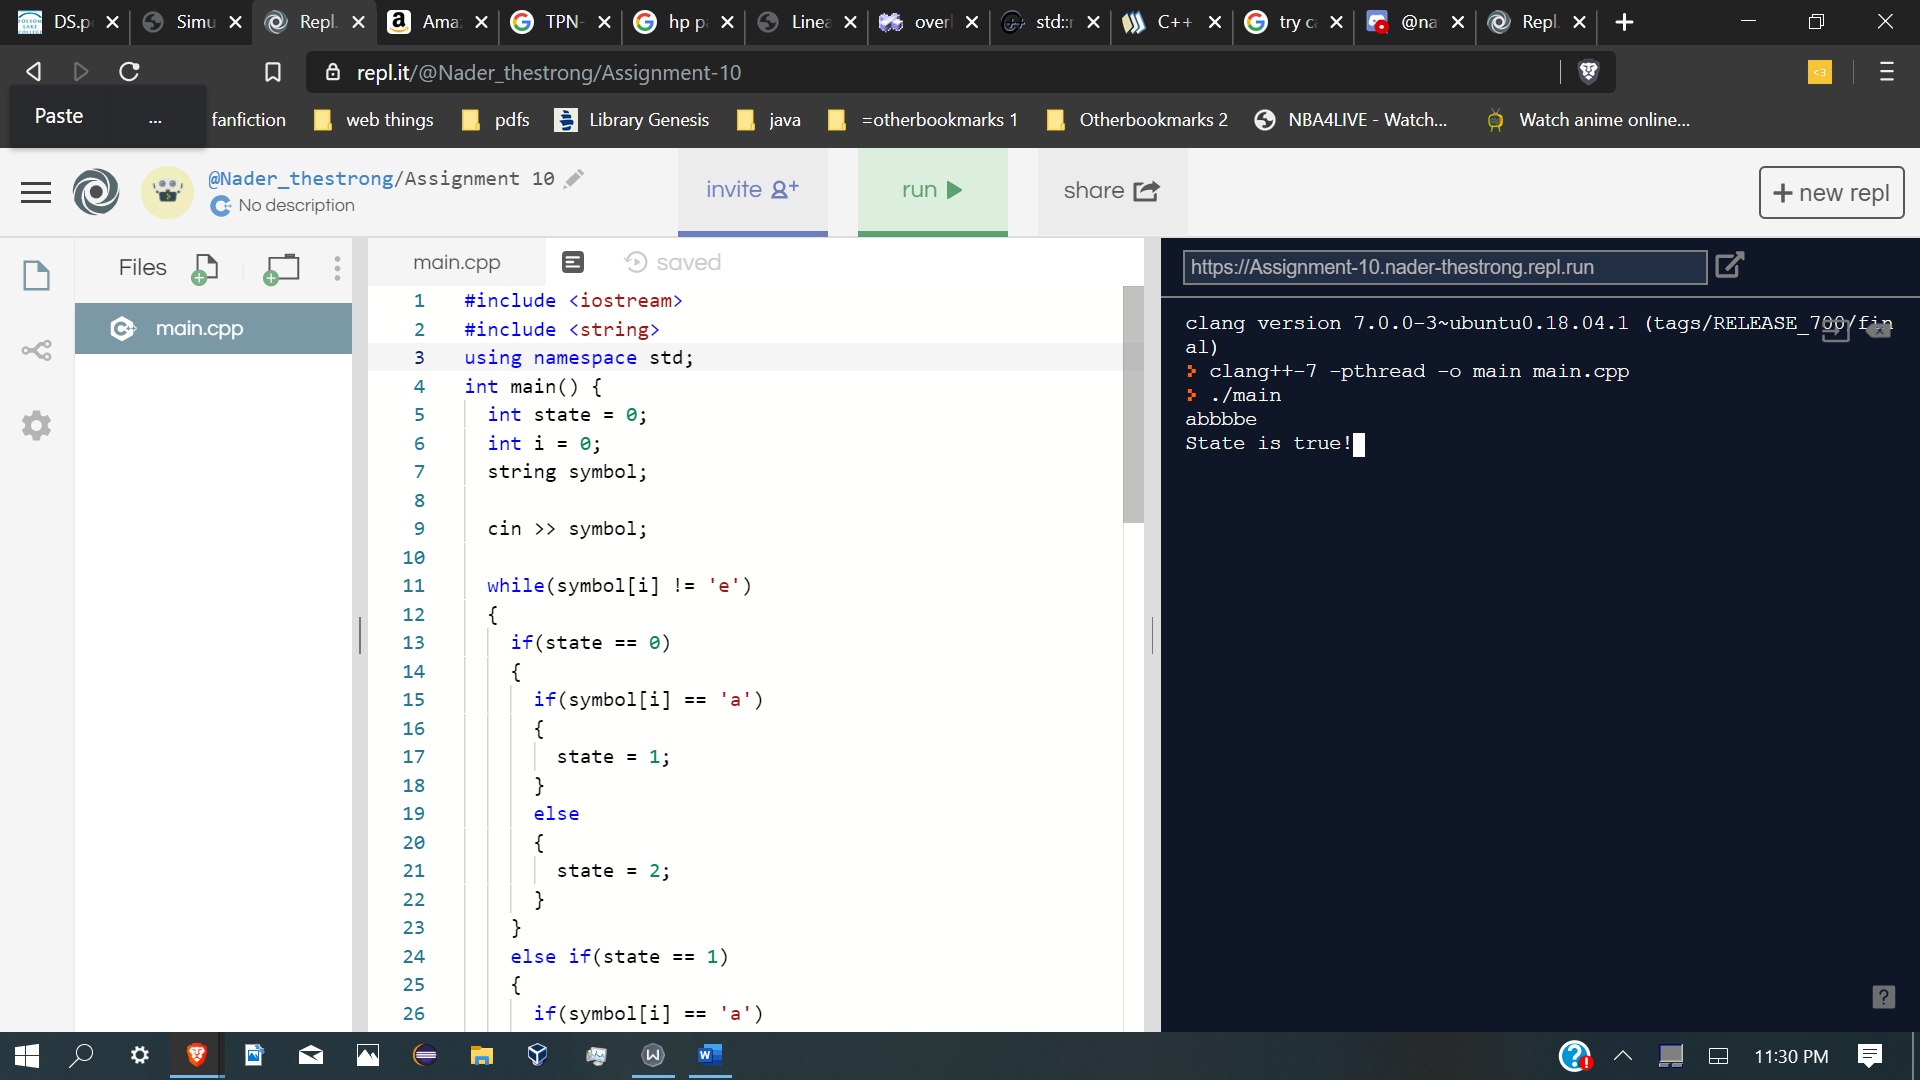 DS.p
Simu
Repl.
Ama
TPN-
hp p
Linea
over
std::r
C++
try c
@na
Repl.
repl.it/@Nader_thestrong/Assignment-10
<3
Paste ...
fanfiction
web things
pdfs
Library Genesis
java
=otherbookmarks 1
Otherbookmarks 2
NBA4LIVE - Watch...
Watch anime online...
@Nader_thestrong/Assignment 10
No description
invite
run
share
+ new repl
Files
main.cpp
main.cpp
saved
1 #include <iostream>
2 #include <string>
3 using namespace std;
4 int main() {
5 int state = 0;
6 int i = 0;
7 string symbol;
8
9 cin >> symbol;
10
11 while(symbol[i] != 'e')
12 {
13 if(state == 0)
14 {
15 if(symbol[i] == 'a')
16 {
17 state = 1;
18 }
19 else
20 {
21 state = 2;
22 }
23 }
24 else if(state == 1)
25 {
26 if(symbol[i] == 'a')
https://Assignment-10.nader-thestrong.repl.run
clang version 7.0.0-3~ubuntu0.18.04.1 (tags/RELEASE_700/fin
al)
clang++-7 -pthread -o main main.cpp
./main
abbbbe
State is true!
?
11:30 PM